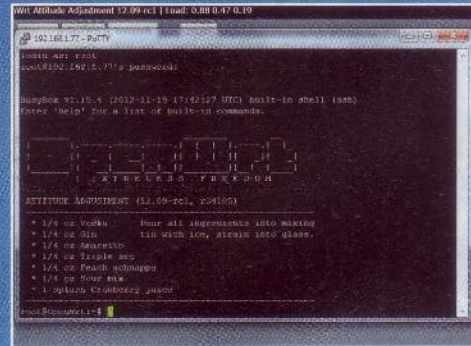 Wrt Attitude Adjustment 12.09-rc1 | Load: 0.88 0.47 0.19
192.168.1.77 - PuTTY
login as: root
root@192.168.1.77's password:
BusyBox (2012-11-19 17:42:27 UTC) built-in shell (ash)
Enter 'help' for a list of built-in commands.
W I R E L E S S   F R E E D O M
ATTITUDE ADJUSTMENT (12.09-rc1,
* 1/4 oz Vodka      Pour all ingredients into mixing
* 1/4 oz Gin        tin with ice, strain into glass.
* 1/4 oz Amaretto
* 1/4 oz Triple sec
* 1/4 oz Peach schnapps
* 1/4 oz Sour mix
* 1 splash Cranberry juice
root@OpenWrt:~#